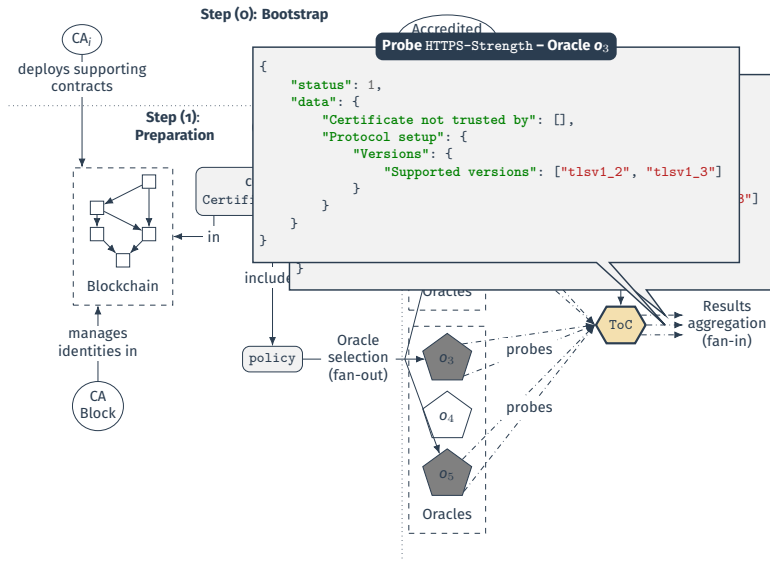 Step (0): Bootstrap
Accredited
CAi
deploys supporting
contracts
Step (1):
Preparation
Probe HTTPS-Strength – Oracle o3
{
"status": 1,
"data": {
"Certificate not trusted by": [],
"Protocol setup": {
"Versions": {
"Supported versions": ["tlsv1_2", "tlsv1_3"]
}
}
}
}
3"]
}
C
Certifi
in
Blockchain
include
Oracles
manages
identities in
CA
Block
policy
Oracle
selection
(fan-out)
o3
o4
o5
Oracles
probes
probes
ToC
Results
aggregation
(fan-in)